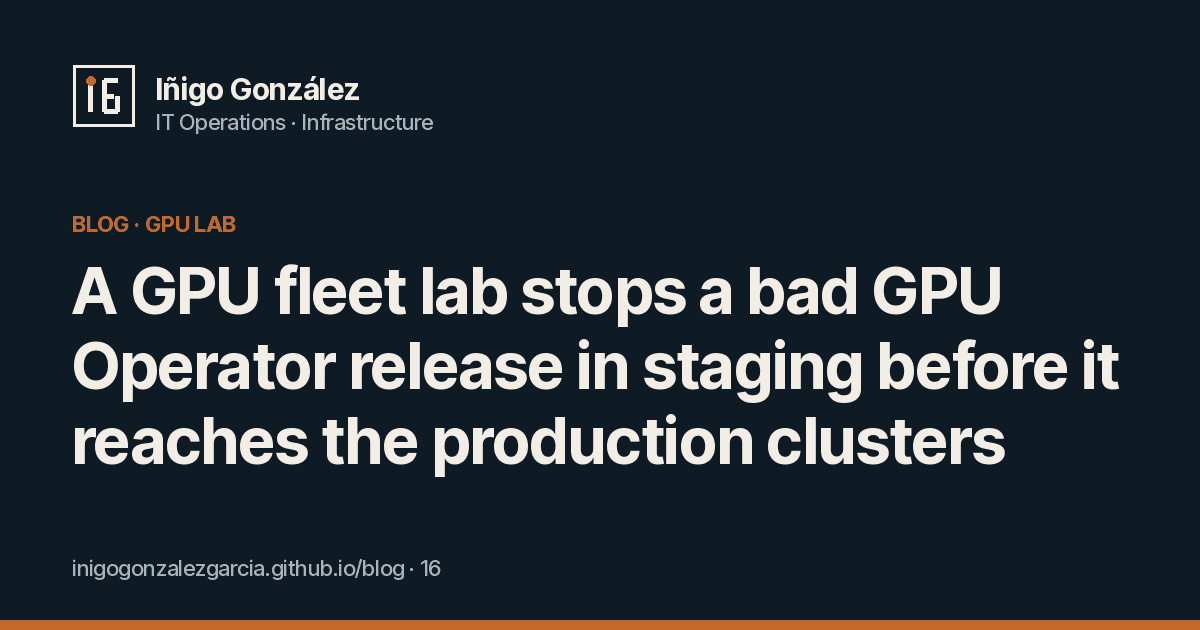 iG
Iñigo González
IT Operations · Infrastructure
BLOG · GPU LAB
A GPU fleet lab stops a bad GPU
Operator release in staging before it
reaches the production clusters
inigogonzalezgarcia.github.io/blog · 16